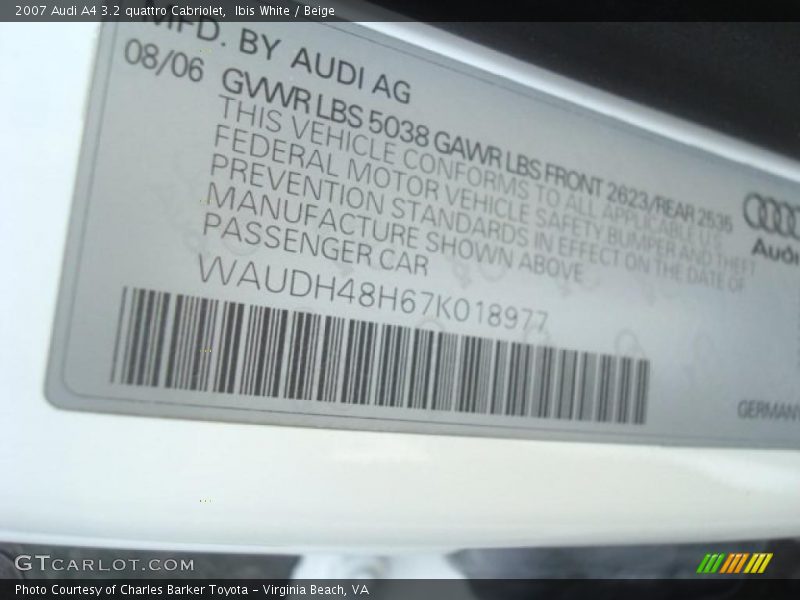 2007 Audi A4 3.2 quattro Cabriolet, Ibis White / Beige
MFD. BY AUDI AG
08/06 GVWR LBS 5038 GAWR LBS FRONT 2623/REAR 2535
THIS VEHICLE CONFORMS TO ALL APPLICABLE U.S.
FEDERAL MOTOR VEHICLE SAFETY BUMPER AND THEFT
PREVENTION STANDARDS IN EFFECT ON THE DATE OF
MANUFACTURE SHOWN ABOVE
PASSENGER CAR
Audi
WAUDH48H67K018977
GERMANY
GTCARLOT.COM
Photo Courtesy of Charles Barker Toyota - Virginia Beach, VA